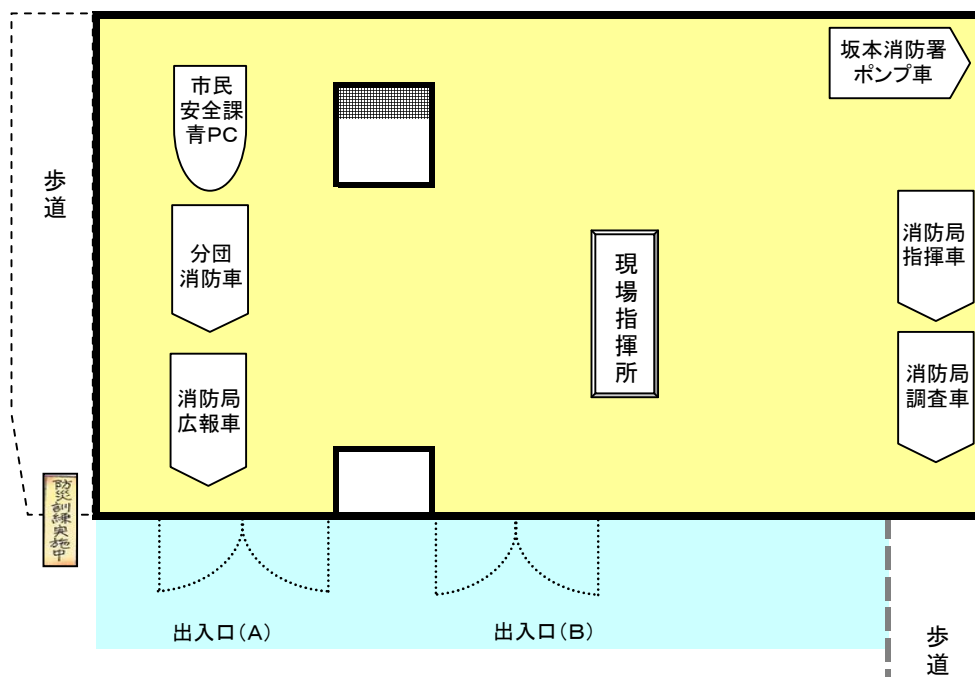 坂本消防署
ポンプ車
市民
安全課
青PC
歩道
分団
消防車
消防局
指揮車
現場指揮所
消防局
広報車
消防局
調査車
防災訓練実施中
出入口(A)
出入口(B)
歩道